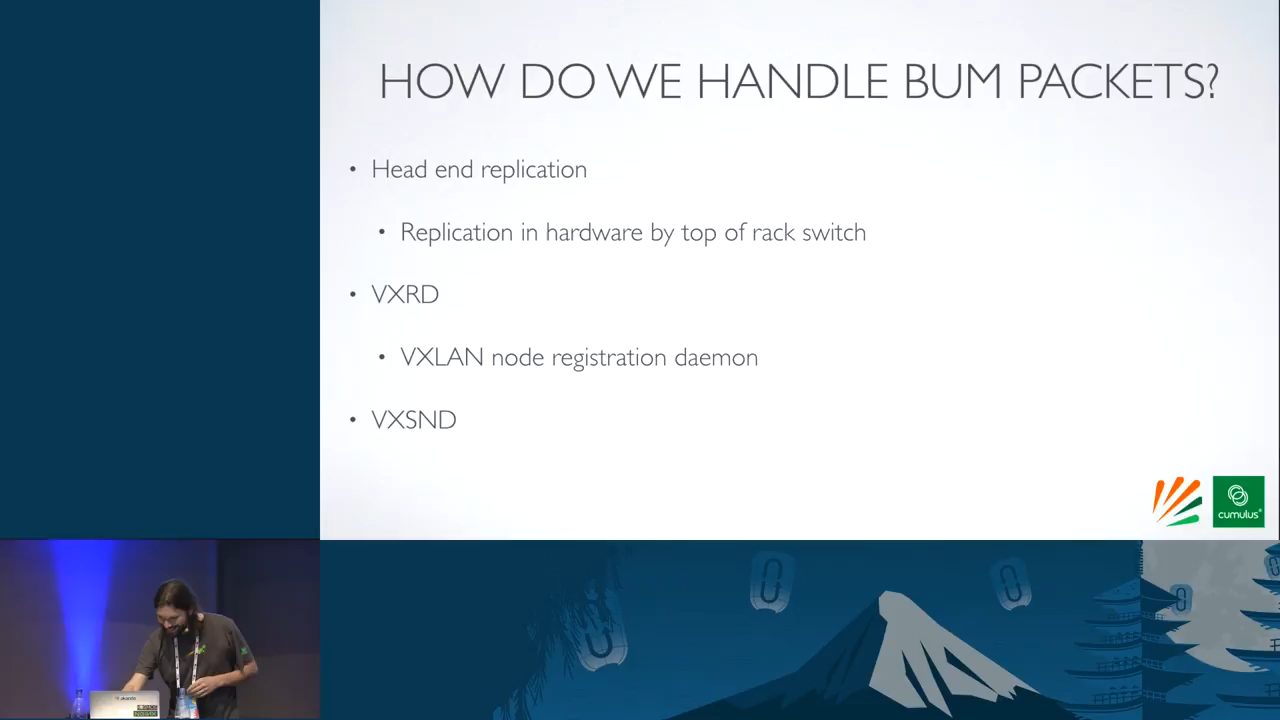 HOW DO WE HANDLE BUM PACKETS?
• Head end replication
• Replication in hardware by top of rack switch
• VXRD
• VXLAN node registration daemon
• VXSND
cumulus